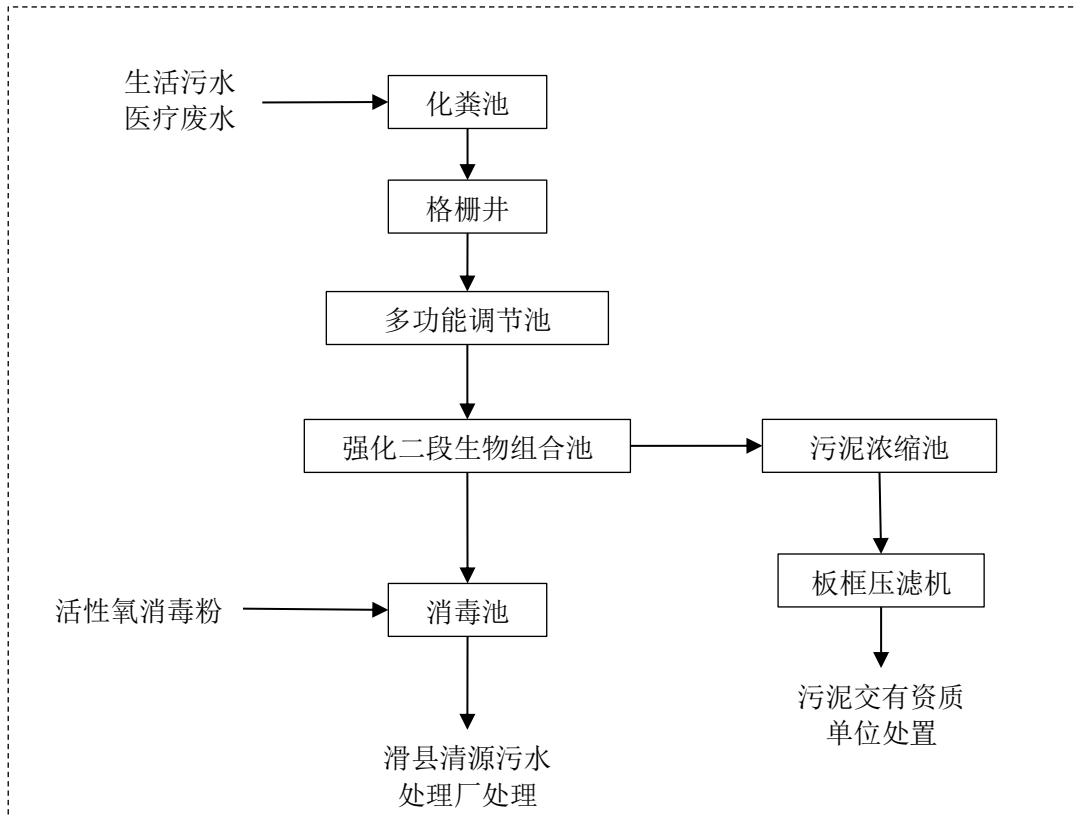 生活污水
医疗废水
化粪池
格栅井
多功能调节池
强化二段生物组合池
污泥浓缩池
板框压滤机
活性氧消毒粉
消毒池
污泥交有资质
单位处置
滑县清源污水
处理厂处理